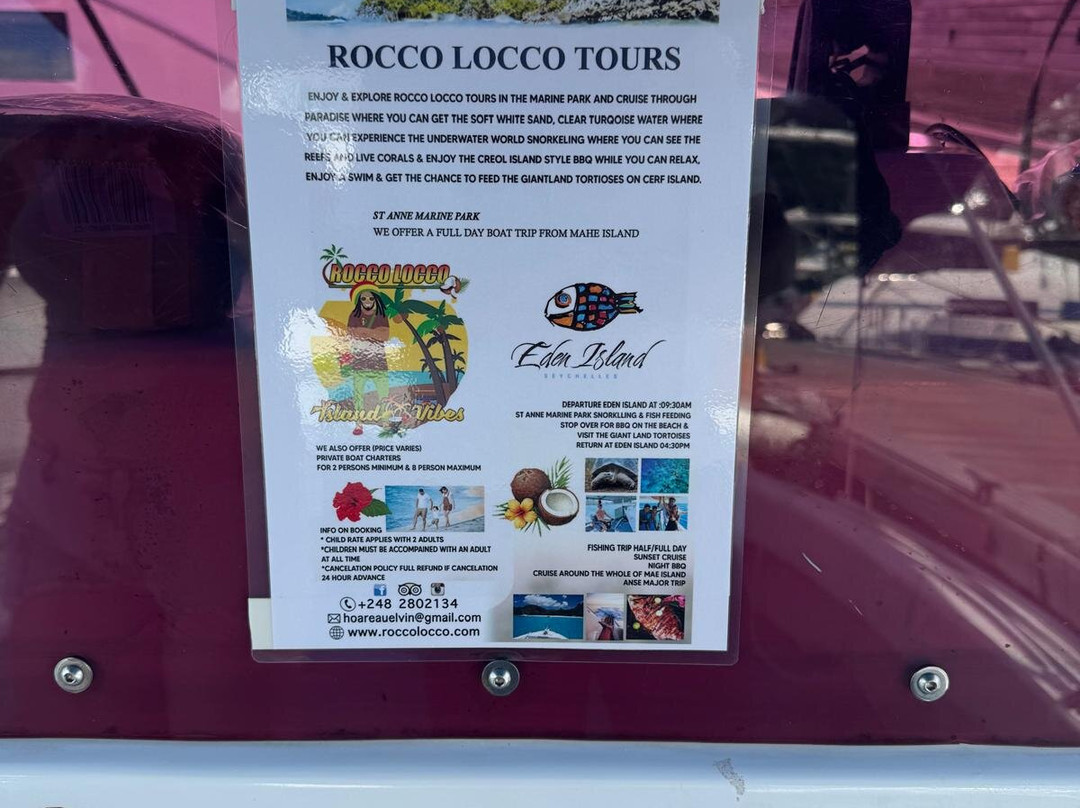 ROCCO LOCCO TOURS
ENJOY & EXPLORE ROCCO LOCCO TOURS IN THE MARINE PARK AND CRUISE THROUGH
PARADISE WHERE YOU CAN GET THE SOFT WHITE SAND, CLEAR TURQOISE WATER WHERE
YOU CAN EXPERIENCE THE UNDERWATER WORLD SNORKELING WHERE YOU CAN SEE THE
REEFS AND LIVE CORALS & ENJOY THE CREOL ISLAND STYLE BBQ WHILE YOU CAN RELAX,
ENJOY A SWIM & GET THE CHANCE TO FEED THE GIANTLAND TORTIOSES ON CERF ISLAND.
ST ANNE MARINE PARK
WE OFFER A FULL DAY BOAT TRIP FROM MAHE ISLAND
ROCCO LOCCO
Island Vibes
Eden Island
SEYCHELLES
DEPARTURE EDEN ISLAND AT :09:30AM
ST ANNE MARINE PARK SNORKLLING & FISH FEEDING
STOP OVER FOR BBQ ON THE BEACH &
VISIT THE GIANT LAND TORTOISES
RETURN AT EDEN ISLAND 04:30PM
WE ALSO OFFER (PRICE VARIES)
PRIVATE BOAT CHARTERS
FOR 2 PERSONS MINIMUM & 8 PERSON MAXIMUM
INFO ON BOOKING
* CHILD RATE APPLIES WITH 2 ADULTS
*CHILDREN MUST BE ACCOMPAINED WITH AN ADULT
AT ALL TIME
*CANCELATION POLICY FULL REFUND IF CANCELATION
24 HOUR ADVANCE
+248 2802134
hoareauelvin@gmail.com
www.roccolocco.com
FISHING TRIP HALF/FULL DAY
SUNSET CRUISE
NIGHT BBQ
CRUISE AROUND THE WHOLE OF MAE ISLAND
ANSE MAJOR TRIP